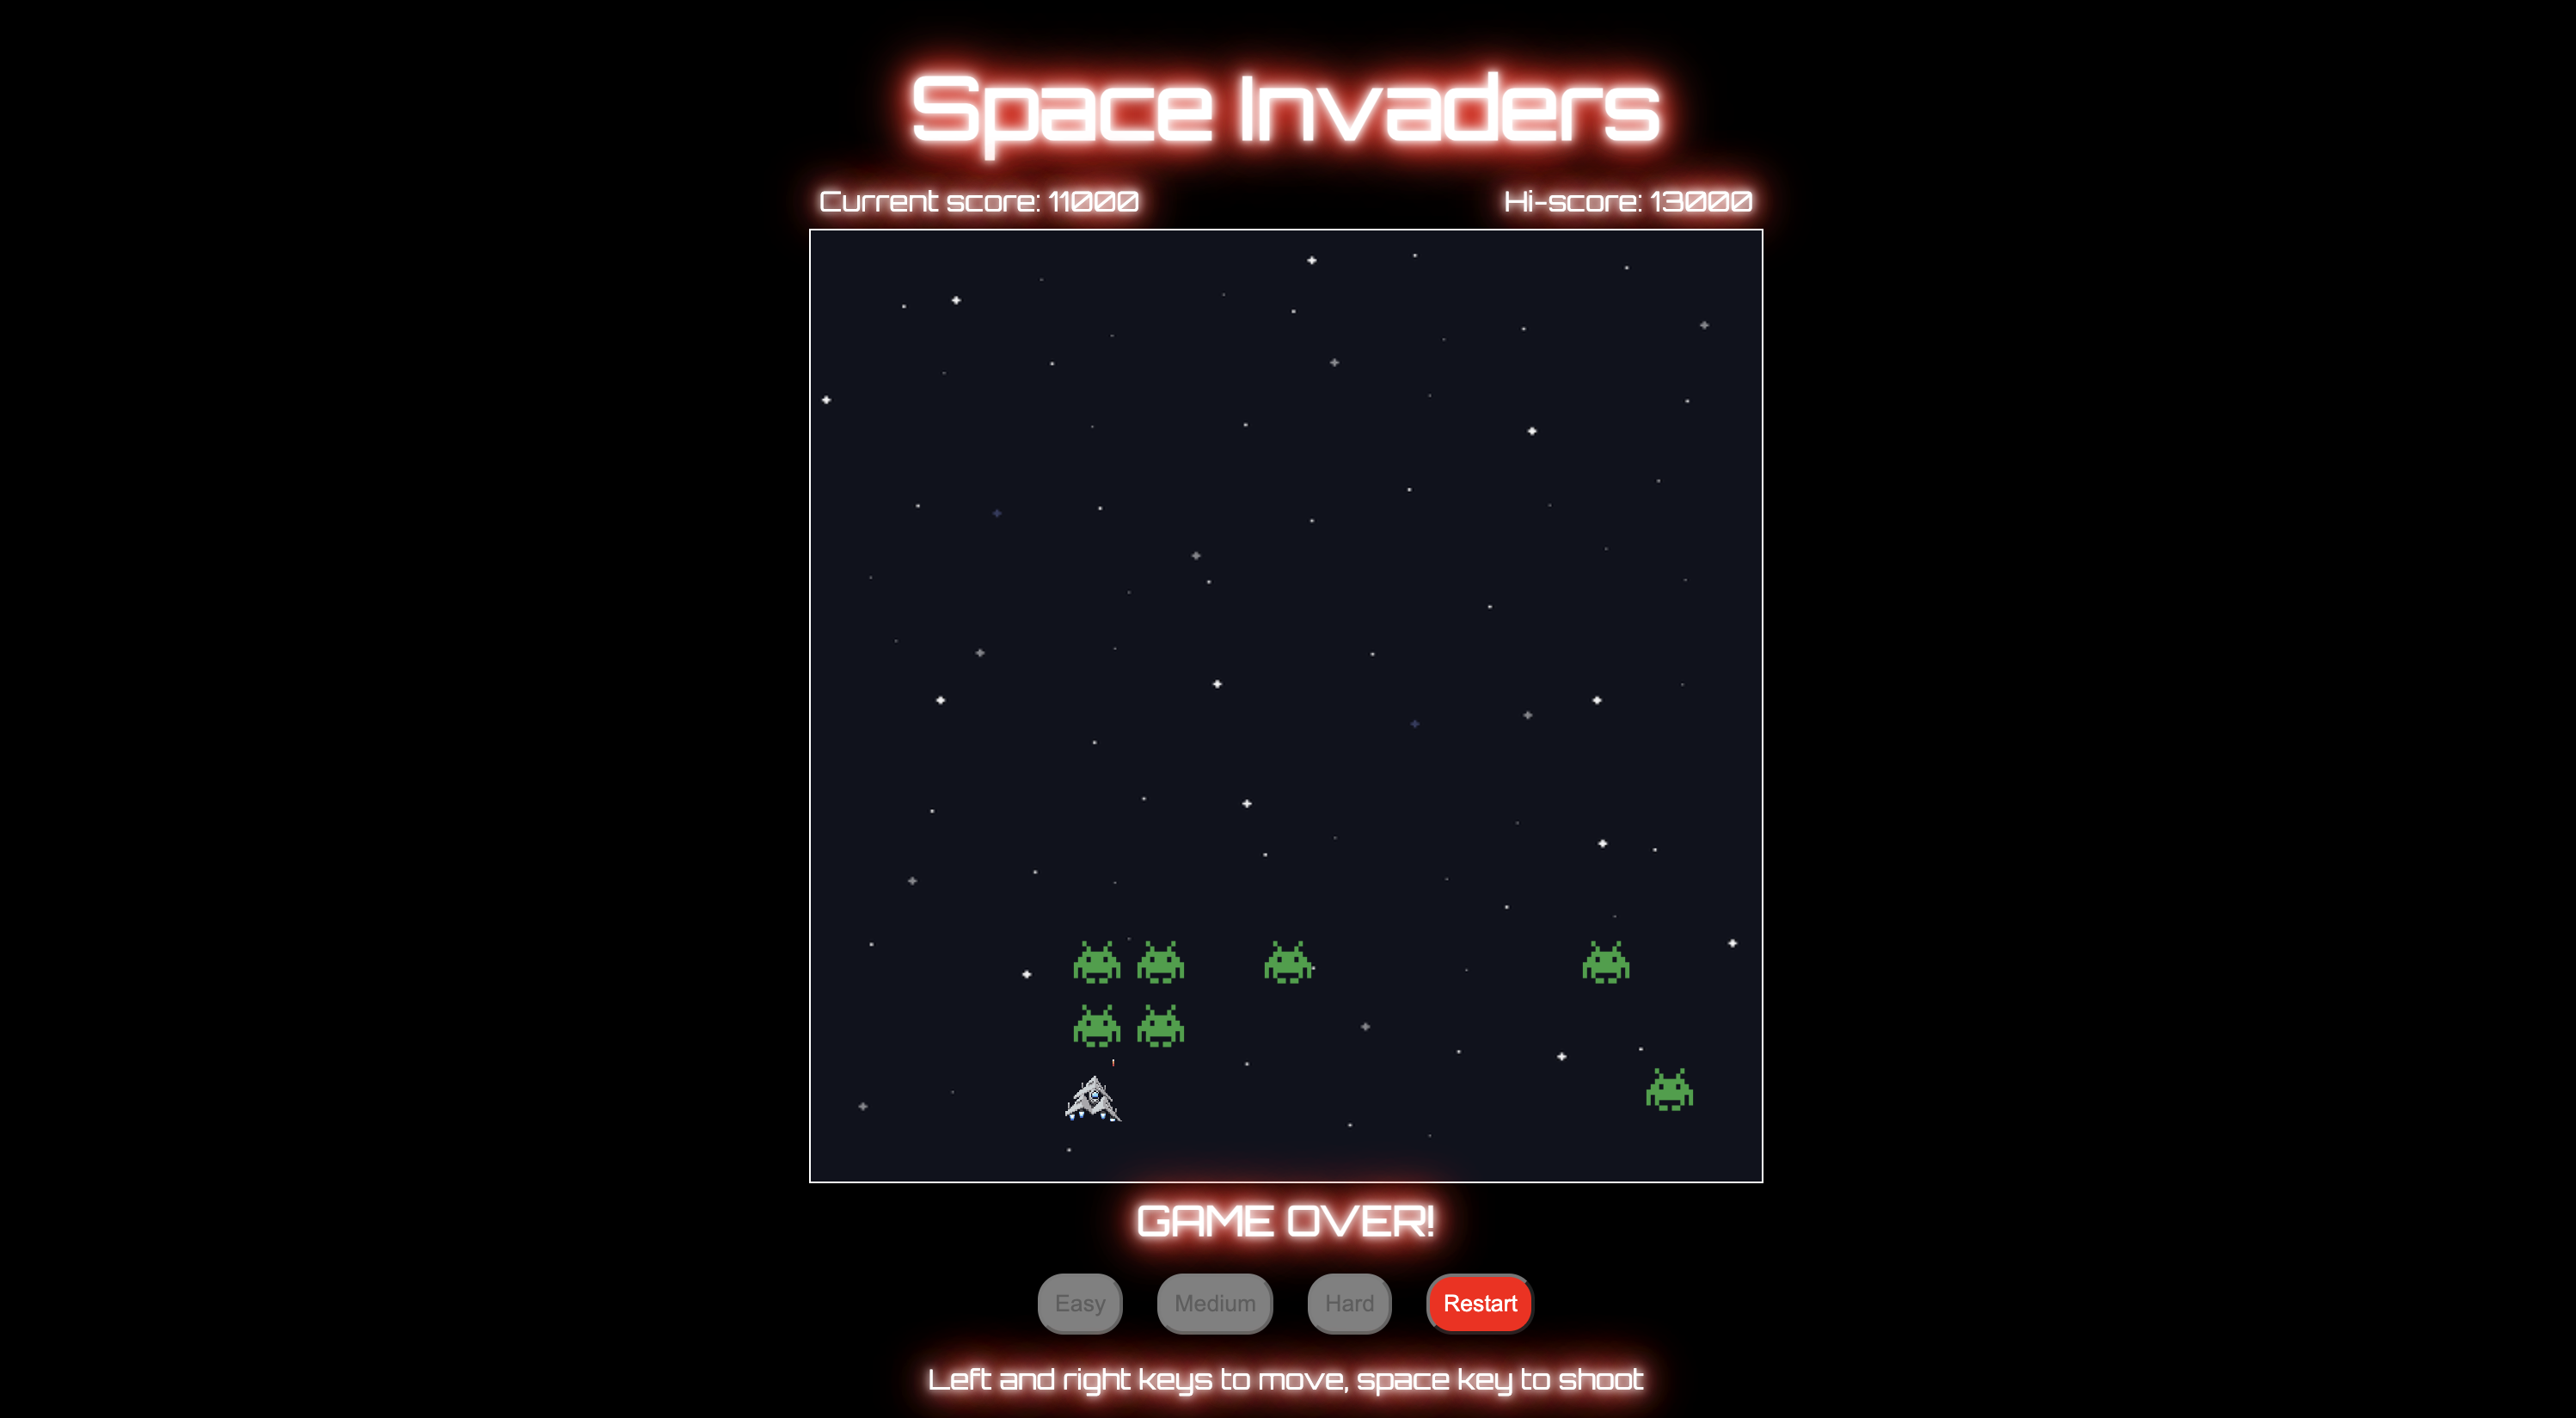 Space Invaders
Current score: 11000 Hi-score: 13000
GAME OVER!
Easy Medium Hard Restart
Left and right keys to move, space key to shoot